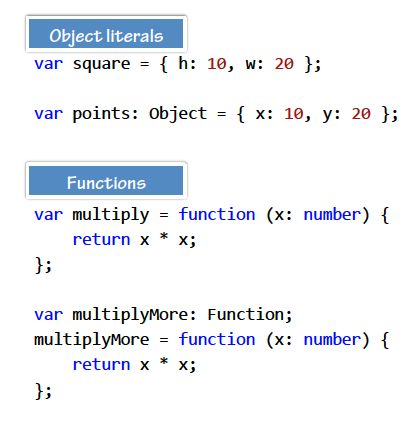 Object literals
var square = { h: 10, w: 20 };
var points: Object = { x: 10, y: 20 };
Functions
var multiply = function (x: number) {
    return x * x;
};
var multiplyMore: Function;
multiplyMore = function (x: number) {
    return x * x;
};